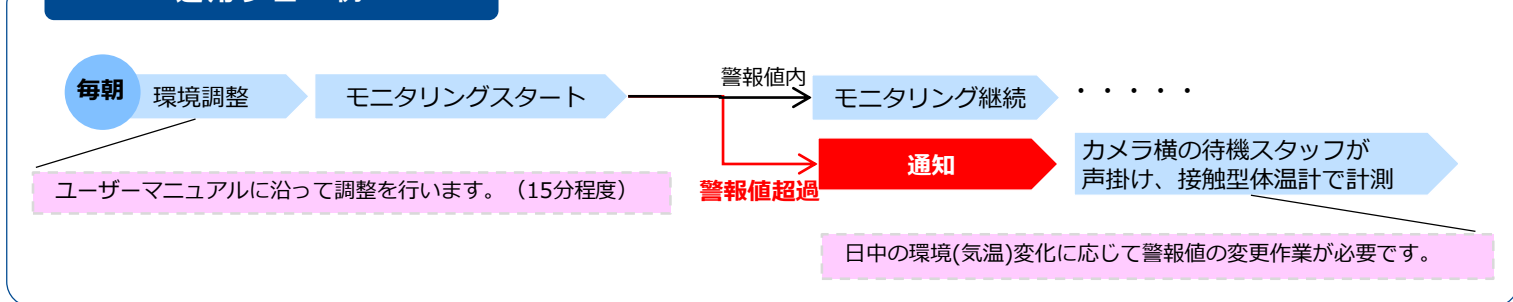 毎朝
環境調整
モニタリングスタート
警報値内
モニタリング継続
・・・・・
警報値超過
通知
カメラ横の待機スタッフが
声掛け、接触型体温計で計測
ユーザーマニュアルに沿って調整を行います。（15分程度）
日中の環境(気温)変化に応じて警報値の変更作業が必要です。